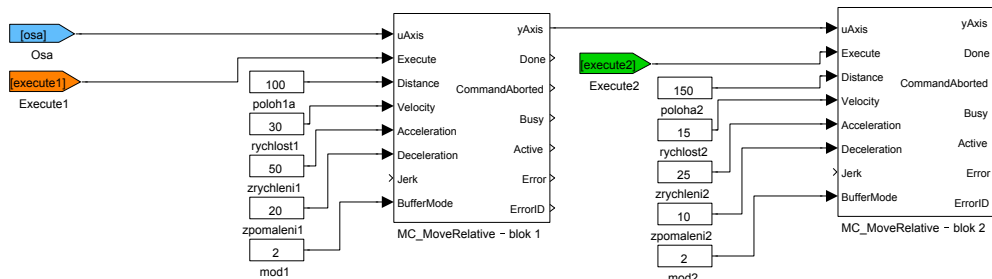 [osa]
Osa
[execute1]
Execute1
100
poloh1a
30
rychlost1
50
zrychleni1
20
zpomaleni1
2
mod1
uAxis
Execute
Distance
Velocity
Acceleration
Deceleration
Jerk
BufferMode
yAxis
Done
CommandAborted
Busy
Active
Error
ErrorID
MC_MoveRelative - blok 1
[execute2]
Execute2
150
poloha2
15
rychlost2
25
zrychleni2
10
zpomaleni2
2
mod2
uAxis
Execute
Distance
Velocity
Acceleration
Deceleration
Jerk
BufferMode
yAxis
Done
CommandAborted
Busy
Active
Error
ErrorID
MC_MoveRelative - blok 2